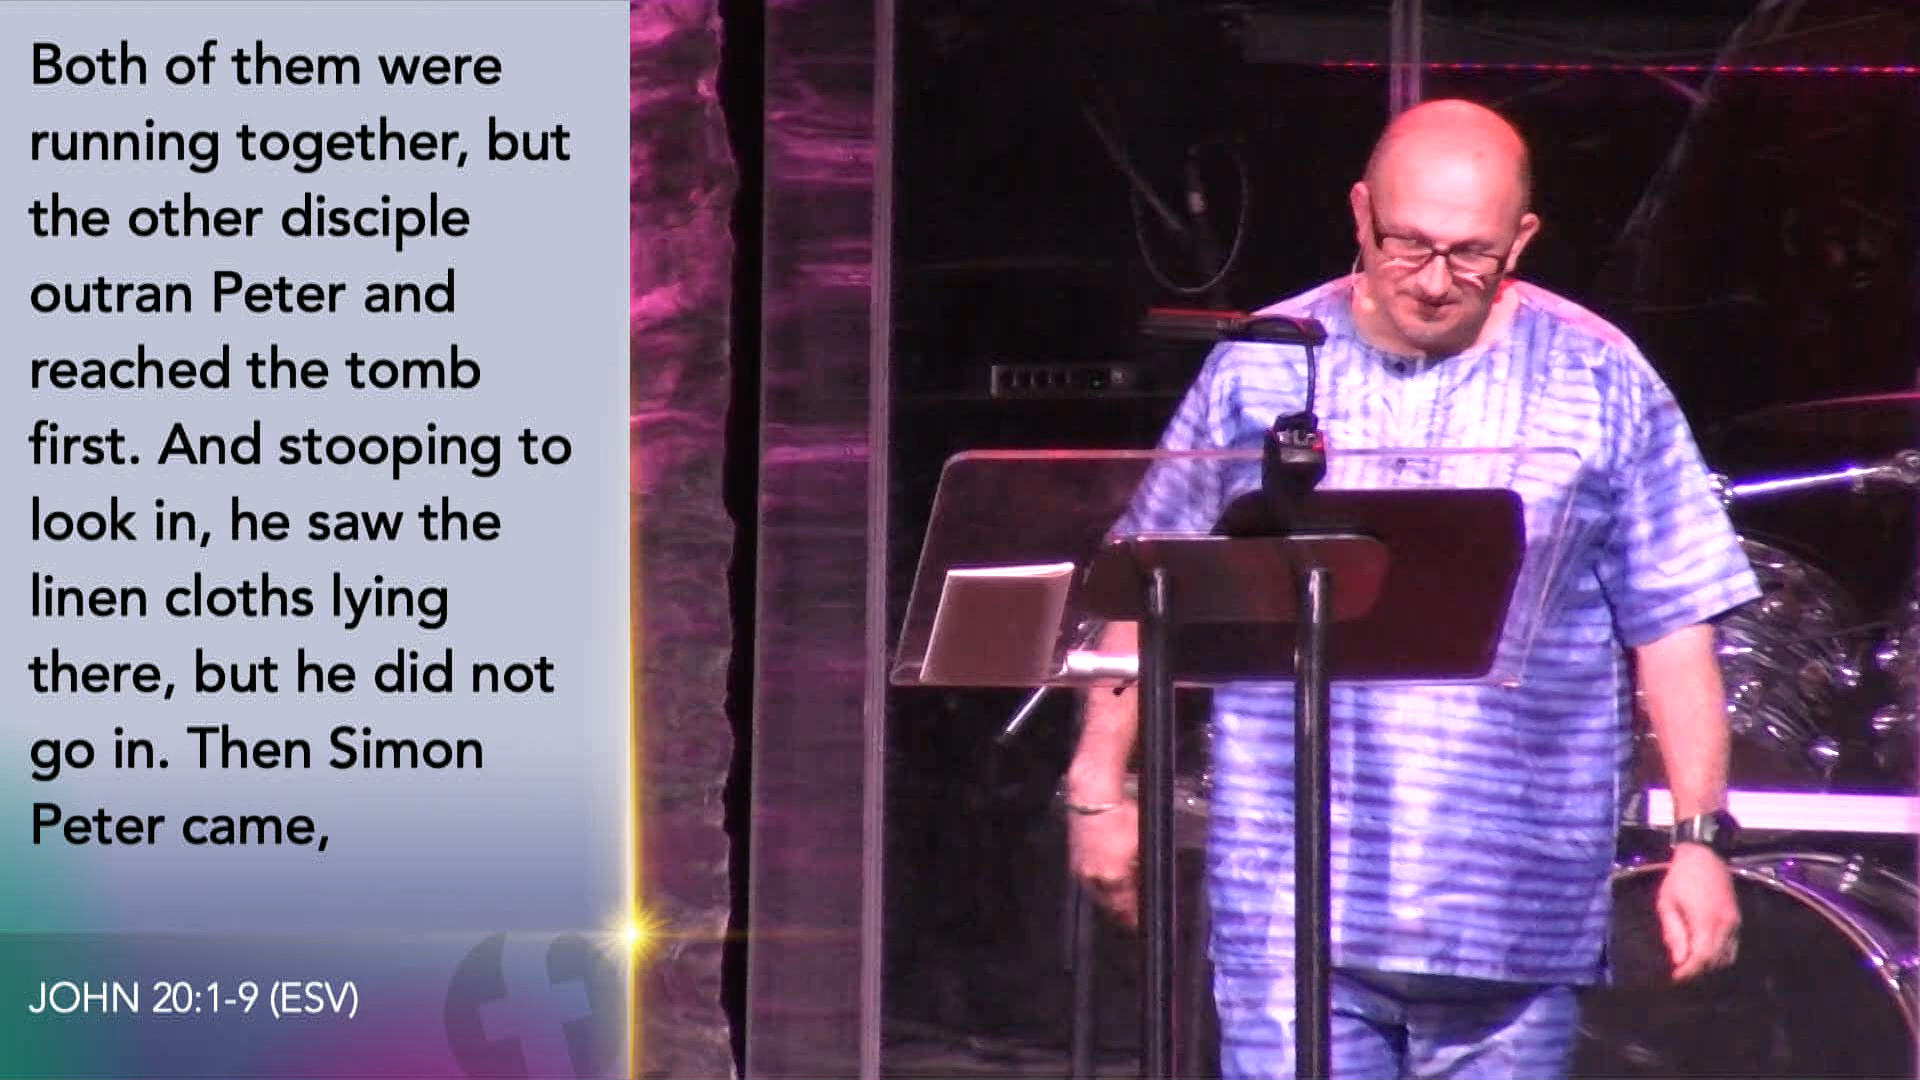 Both of them were
running together, but
the other disciple
outran Peter and
reached the tomb
first. And stooping to
look in, he saw the
linen cloths lying
there, but he did not
go in. Then Simon
Peter came,
JOHN 20:1-9 (ESV)